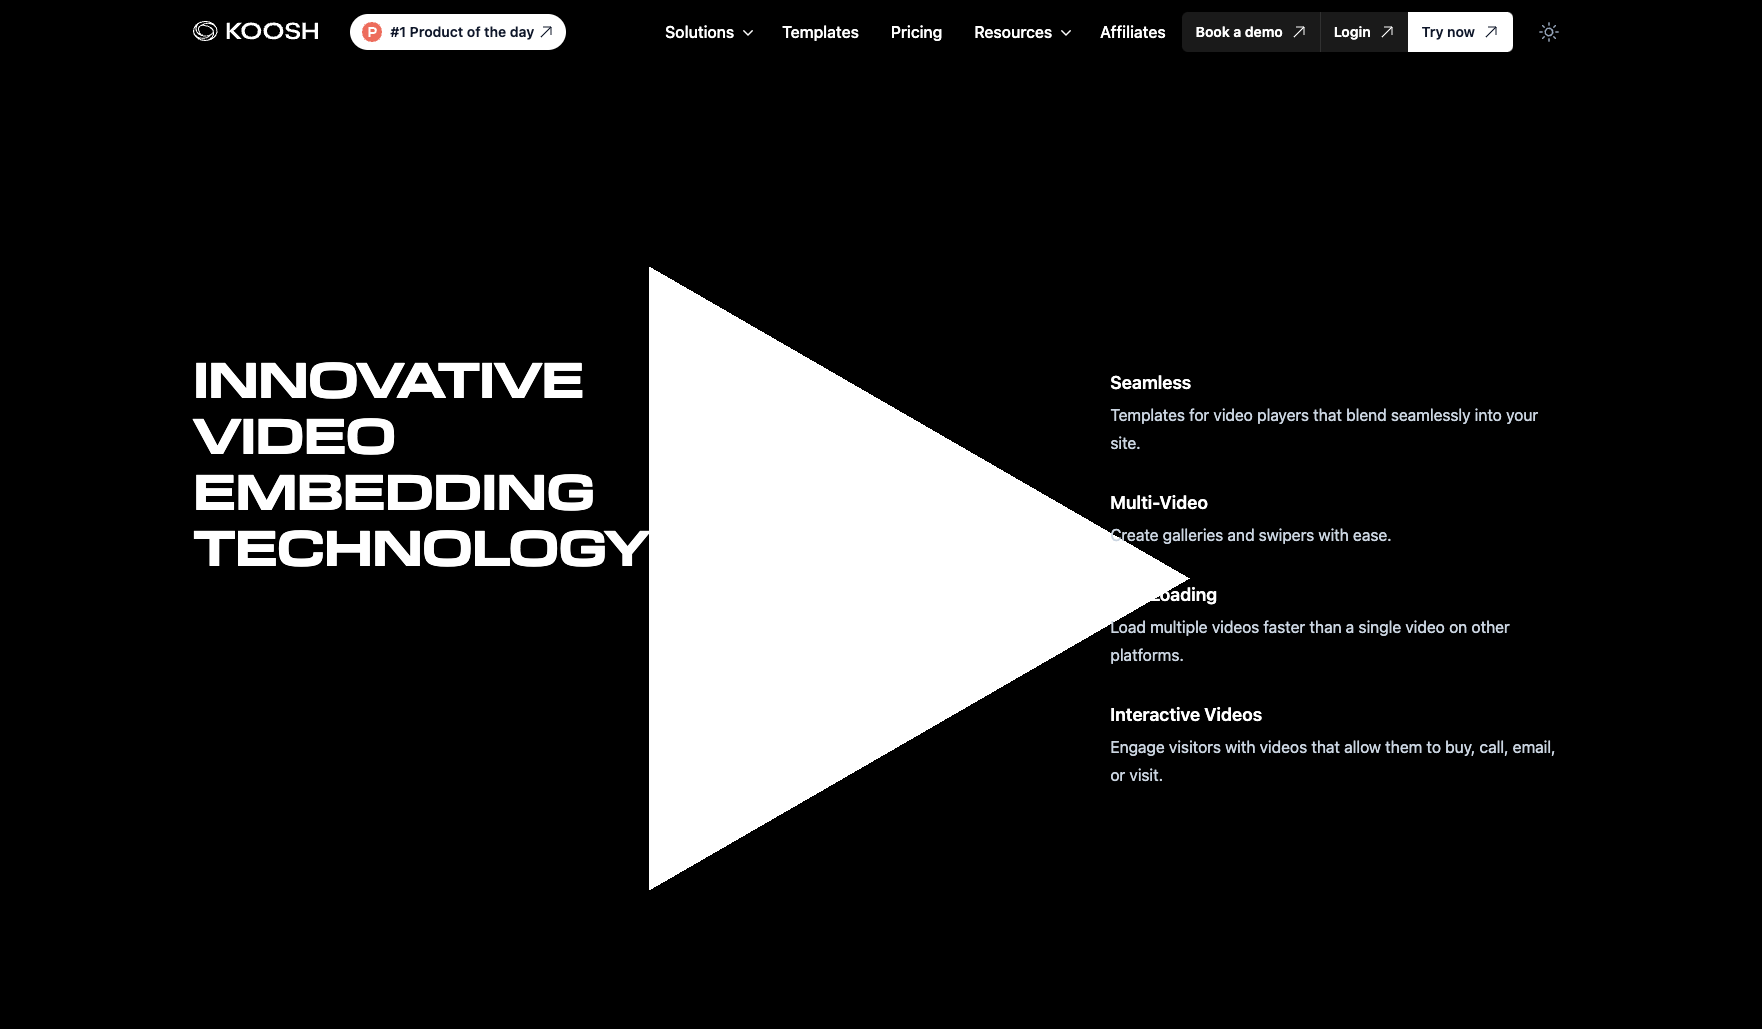 KOOSH
#1 Product of the day
Solutions
Templates
Pricing
Resources
Affiliates
Book a demo
Login
Try now
INNOVATIVE
VIDEO
EMBEDDING
TECHNOLOGY
Seamless
Templates for video players that blend seamlessly into your
site.
Multi-Video
Create galleries and swipers with ease.
Loading
Load multiple videos faster than a single video on other
platforms.
Interactive Videos
Engage visitors with videos that allow them to buy, call, email,
or visit.